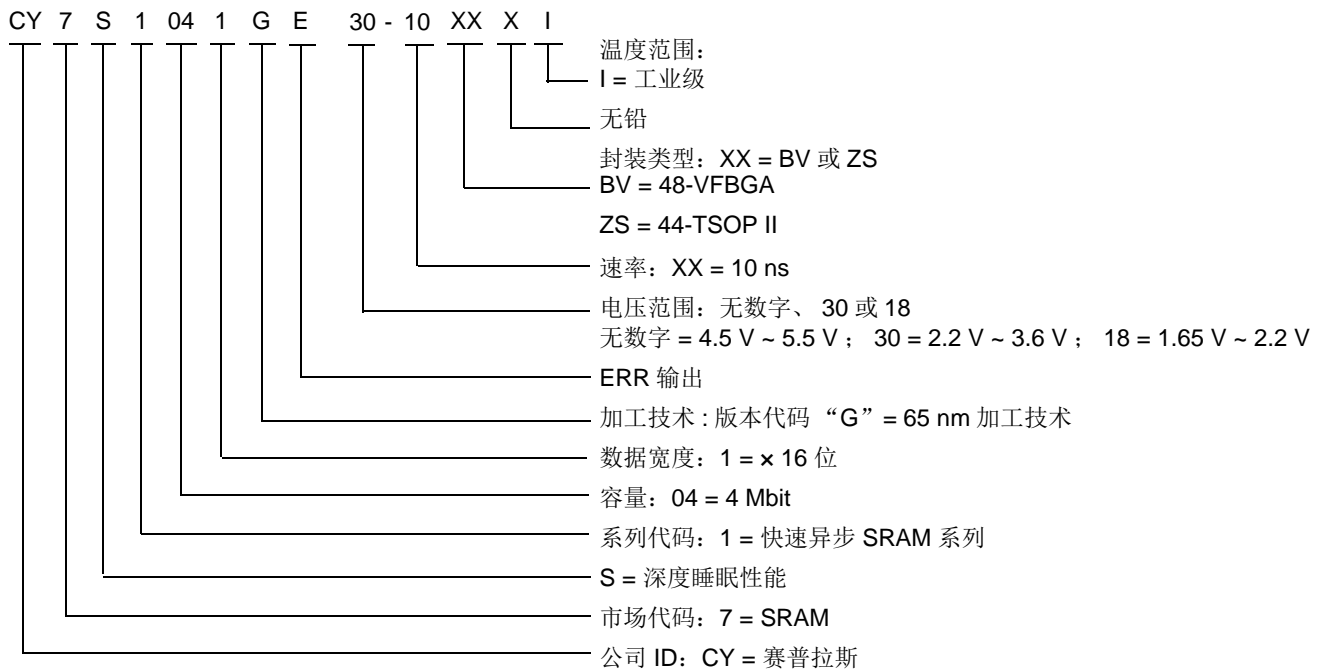 CY 7 S 1 04 1 G E 30 - 10 XX X I
温度范围：
I = 工业级
无铅
封装类型：XX = BV 或 ZS
BV = 48-VFBGA
ZS = 44-TSOP II
速率：XX = 10 ns
电压范围：无数字、 30 或 18
无数字 = 4.5 V ~ 5.5 V ； 30 = 2.2 V ~ 3.6 V ； 18 = 1.65 V ~ 2.2 V
ERR 输出
加工技术 : 版本代码 “G” = 65 nm 加工技术
数据宽度：1 = × 16 位
容量：04 = 4 Mbit
系列代码：1 = 快速异步 SRAM 系列
S = 深度睡眠性能
市场代码：7 = SRAM
公司 ID：CY = 赛普拉斯